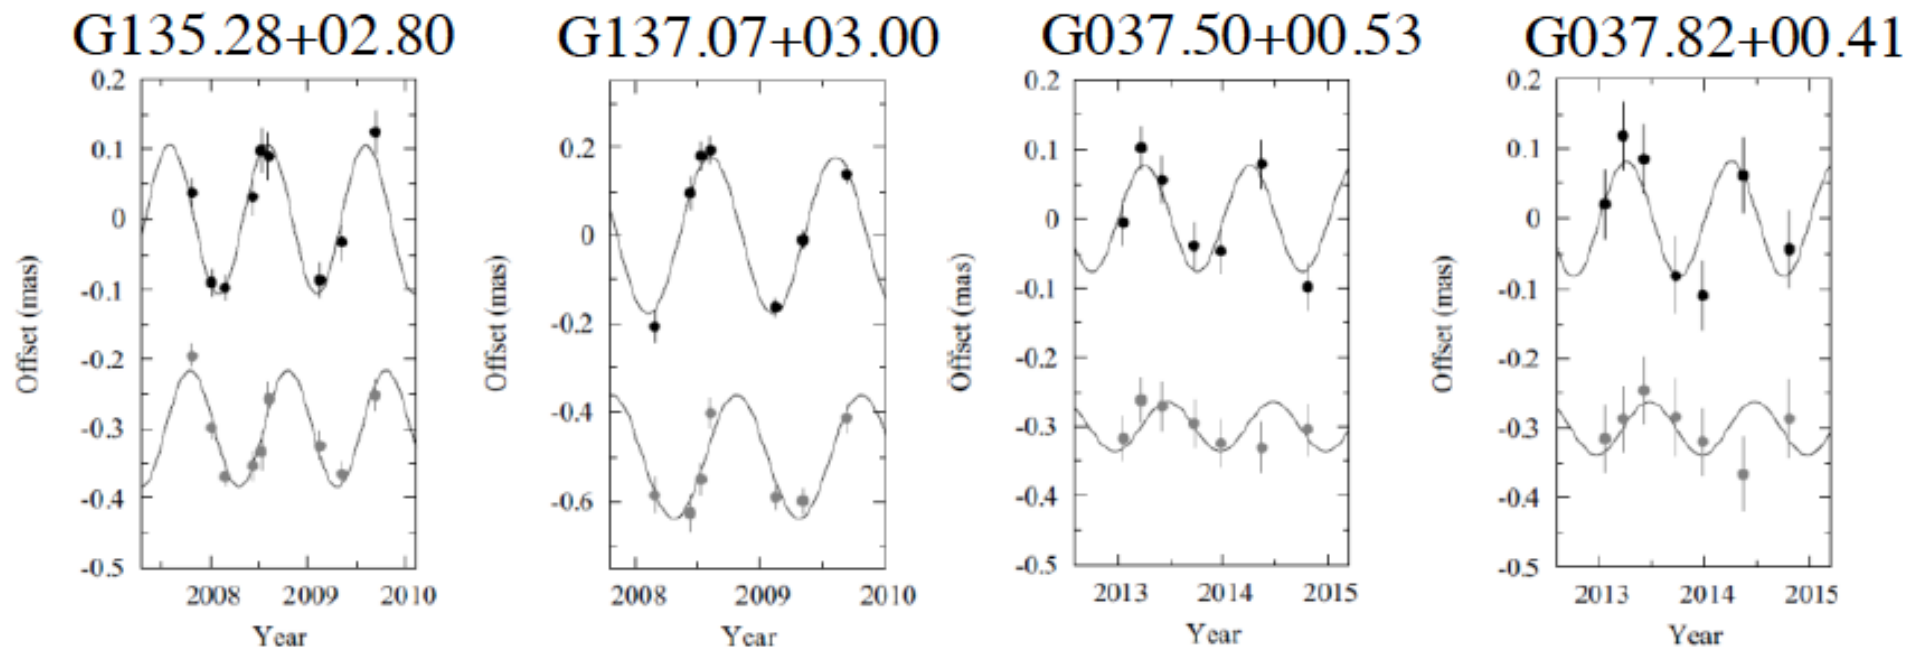 G135.28+02.80
G137.07+03.00
G037.50+00.53
G037.82+00.41
0.2
0.1
0
-0.1
-0.2
-0.3
-0.4
-0.5
Offset (mas)
2008 2009 2010
Year
0.2
0
-0.2
-0.4
-0.6
Offset (mas)
2008 2009 2010
Year
0.2
0.1
0
-0.1
-0.2
-0.3
-0.4
-0.5
Offset (mas)
2013 2014 2015
Year
0.2
0.1
0
-0.1
-0.2
-0.3
-0.4
-0.5
Offset (mas)
2013 2014 2015
Year